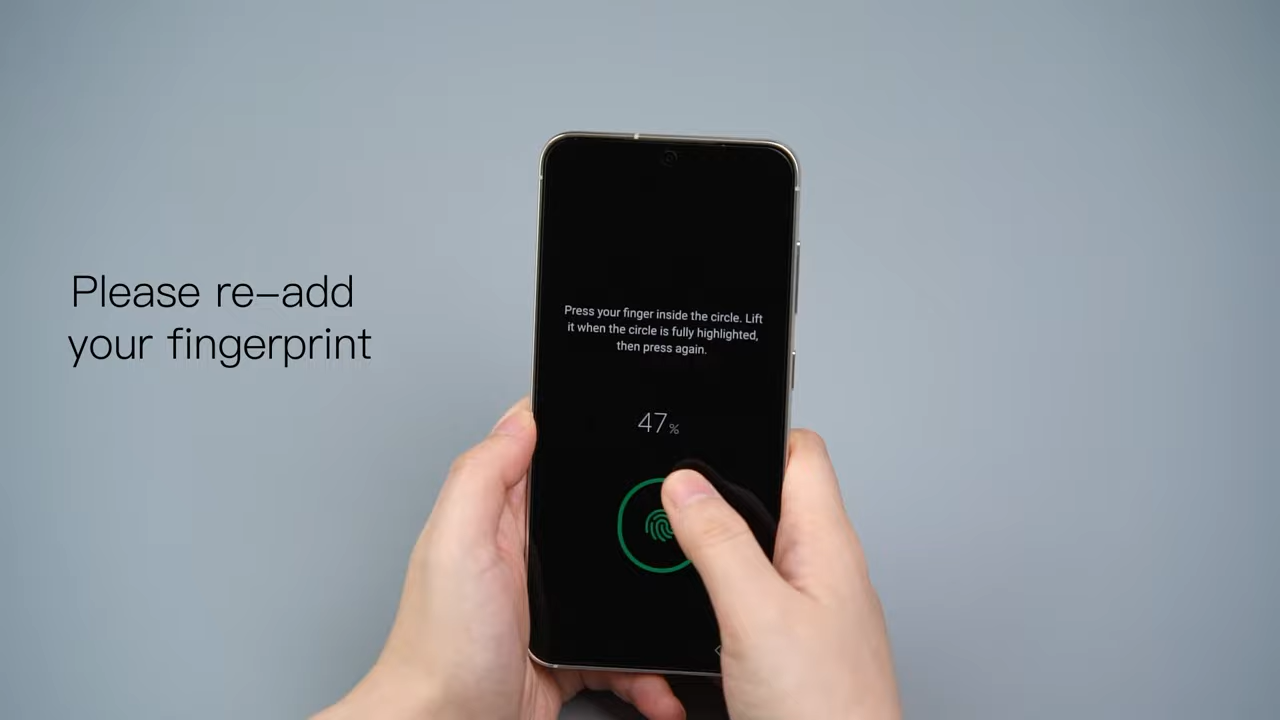 Please re-add
your fingerprint
Press your finger inside the circle. Lift
it when the circle is fully highlighted,
then press again.
47%